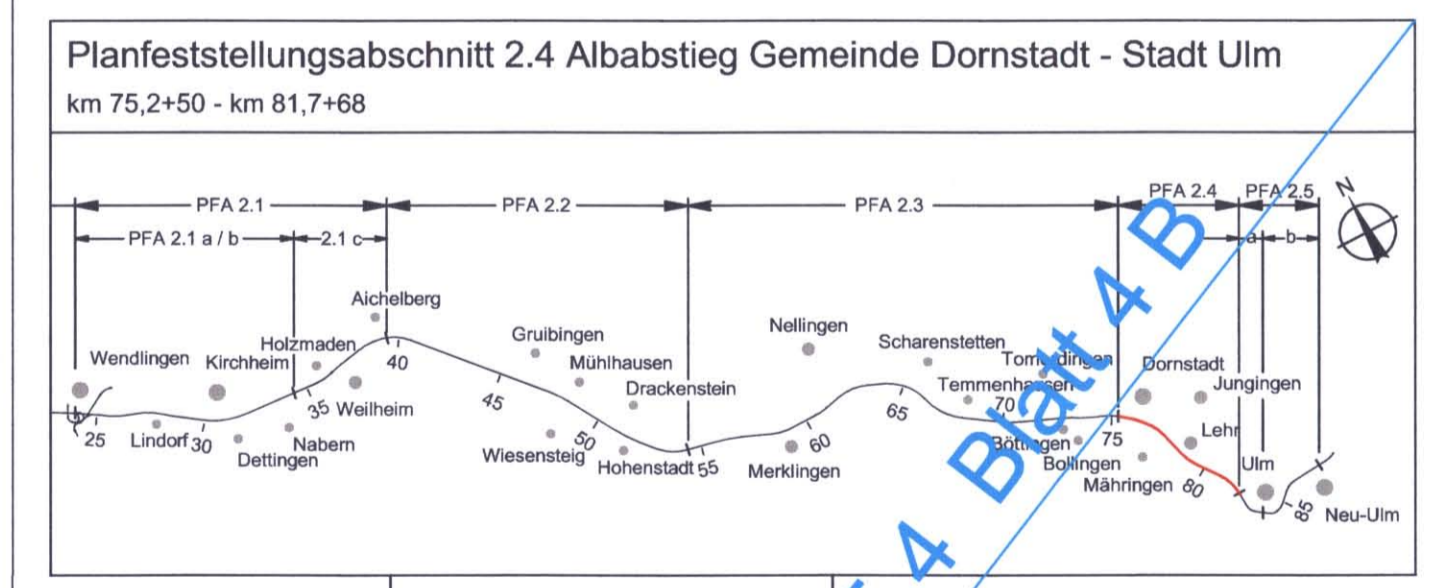 Planfeststellungsabschnitt 2.4 Albabstieg Gemeinde Dornstadt - Stadt Ulm
km 75,2+50 - km 81,7+68
PFA 2.1
PFA 2.2
PFA 2.3
PFA 2.4
PFA 2.5
N
PFA 2.1 a / b
2.1 c
a
b
Aichelberg
Holzmaden
Wendlingen
Kirchheim
40
35
Weilheim
25
Lindorf
30
Nabern
Dettingen
Gruibingen
Mühlhausen
Drackenstein
45
50
Wiesensteig
Hohenstadt
55
Nellingen
Merklingen
60
Scharenstetten
65
Temmenhausen
70
Tomerdingen
Dornstadt
Jungingen
Böttingen
75
Bollingen
Mähringen
Lehr
80
Ulm
85
Neu-Ulm
4 Blatt 4 B